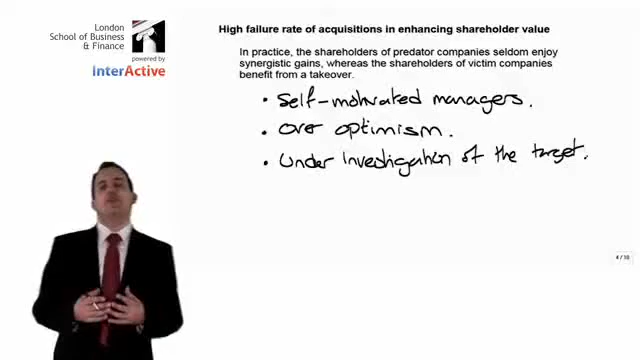 London
School of Business
& Finance
powered by
InterActive
High failure rate of acquisitions in enhancing shareholder value
In practice, the shareholders of predator companies seldom enjoy
synergistic gains, whereas the shareholders of victim companies
benefit from a takeover.
• Self-motivated managers.
• Over optimism.
• Under investigation of the target.
4 / 10